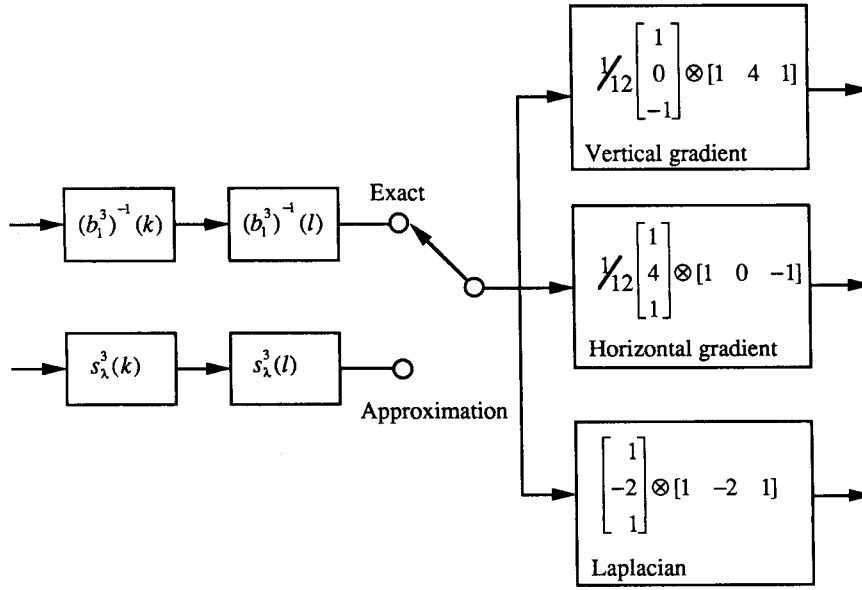 1/12 [1 0 −1] ⊗ [1 4 1]
Vertical gradient
Exact
(b₁³)⁻¹(k)
(b₁³)⁻¹(l)
1/12 [1 4 1] ⊗ [1 0 −1]
Horizontal gradient
s_λ³(k)
s_λ³(l)
Approximation
[1 −2 1] ⊗ [1 −2 1]
Laplacian